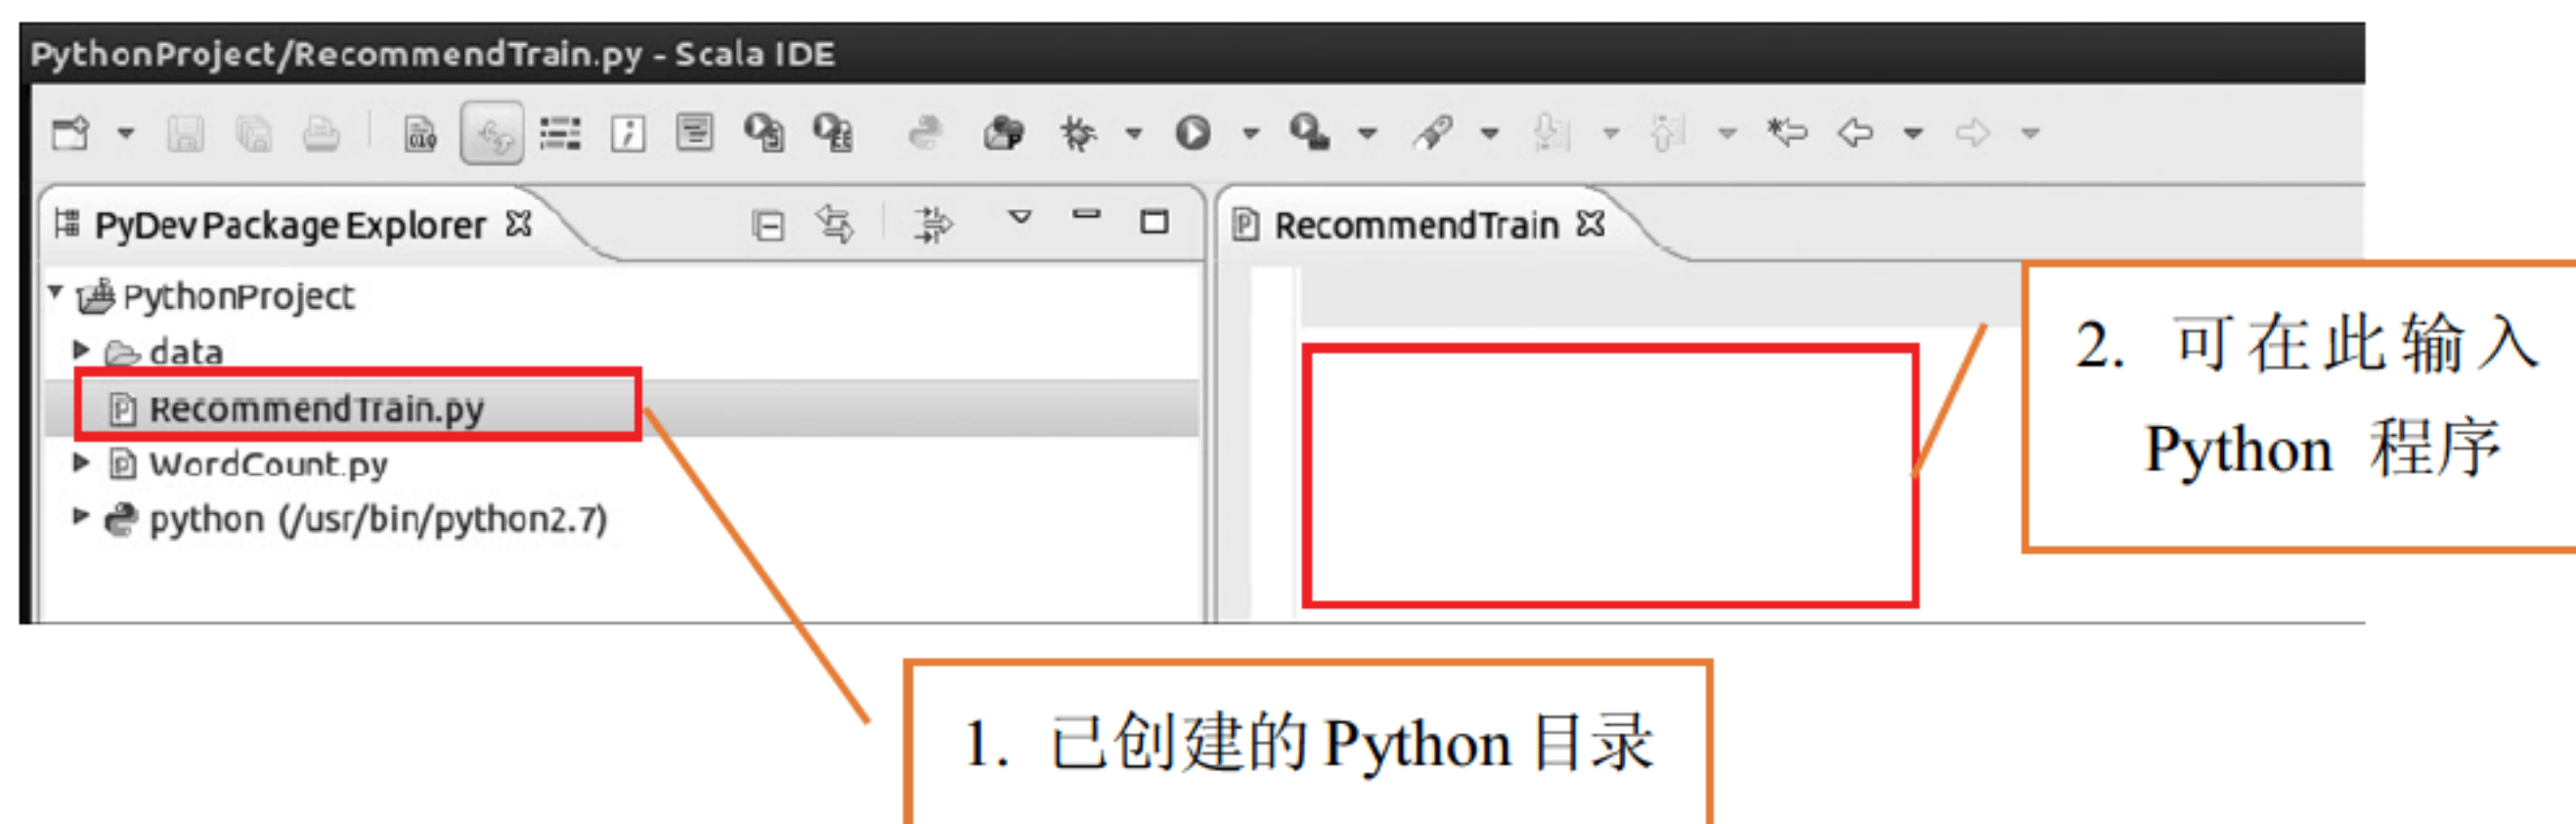 PythonProject/RecommendTrain.py - Scala IDE
PyDev Package Explorer
RecommendTrain
PythonProject
data
RecommendTrain.py
WordCount.py
python (/usr/bin/python2.7)
2. 可在此输入
Python 程序
1. 已创建的 Python 目录